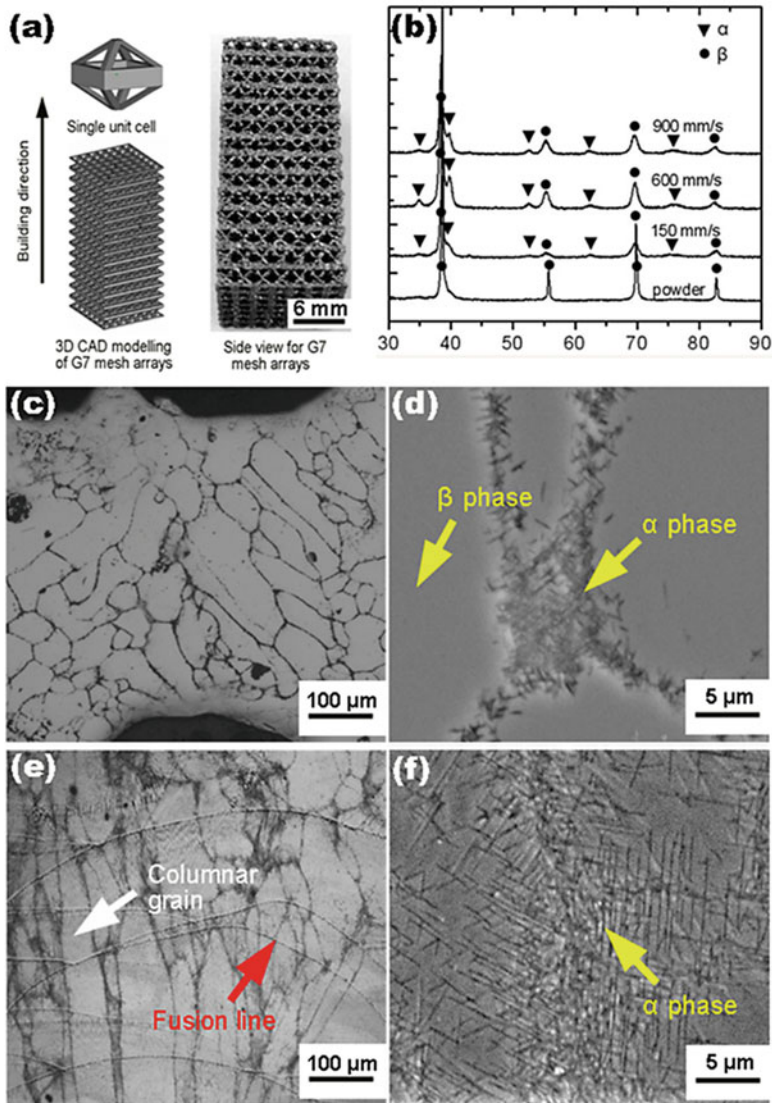 (a)
Single unit cell
Building direction
3D CAD modelling
of G7 mesh arrays
6 mm
Side view for G7
mesh arrays
(b)
▼ α
● β
900 mm/s
600 mm/s
150 mm/s
powder
30 40 50 60 70 80 90
(c)
100 µm
(d)
β phase
α phase
5 µm
(e)
Columnar
grain
Fusion line
100 µm
(f)
α phase
5 µm